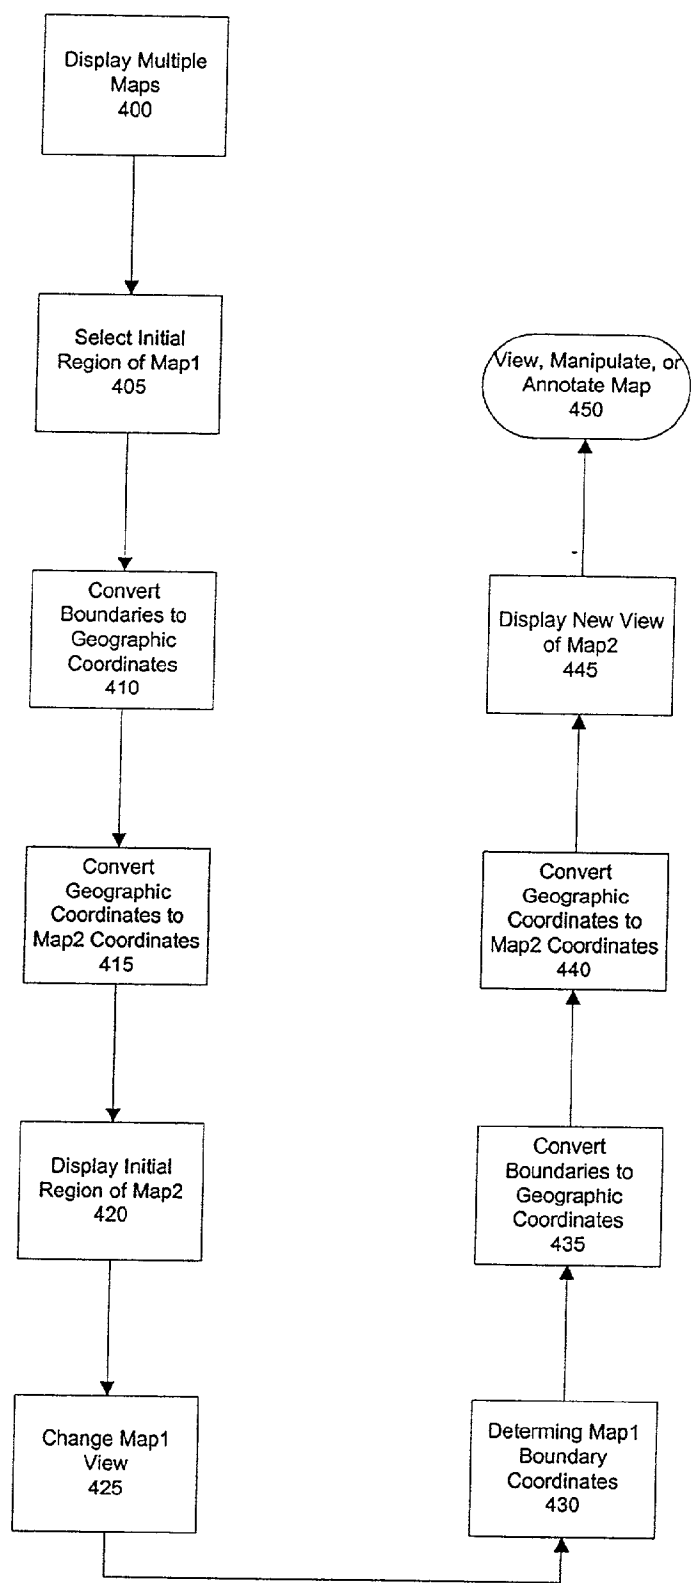 Display Multiple
Maps
400
Select Initial
Region of Map1
405
Convert
Boundaries to
Geographic
Coordinates
410
Convert
Geographic
Coordinates to
Map2 Coordinates
415
Display Initial
Region of Map2
420
Change Map1
View
425
Determing Map1
Boundary
Coordinates
430
Convert
Boundaries to
Geographic
Coordinates
435
Convert
Geographic
Coordinates to
Map2 Coordinates
440
Display New View
of Map2
445
View, Manipulate, or
Annotate Map
450